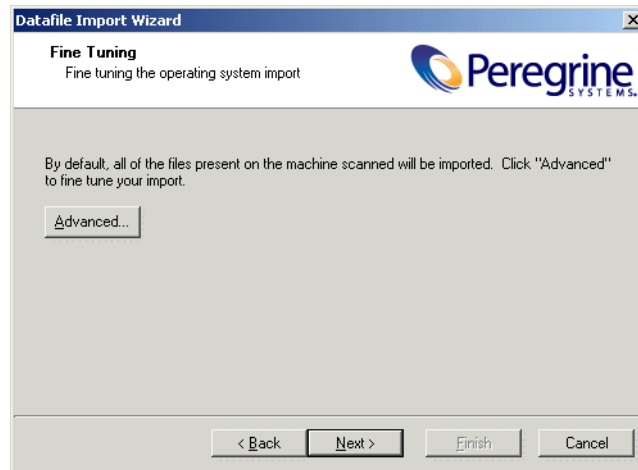 Datafile Import Wizard
Fine Tuning
Fine tuning the operating system import
Peregrine
SYSTEMS.
By default, all of the files present on the machine scanned will be imported. Click "Advanced"
to fine tune your import.
Advanced...
< Back
Next >
Finish
Cancel